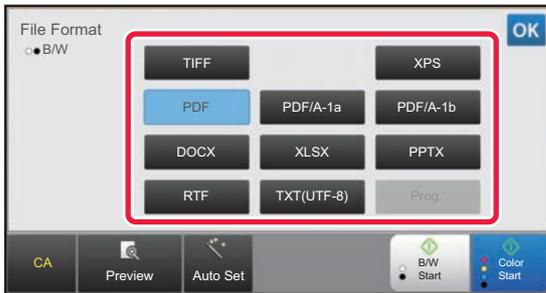 File Format
OK
B/W
TIFF
XPS
PDF
PDF/A-1a
PDF/A-1b
DOCX
XLSX
PPTX
RTF
TXT(UTF-8)
Prog.
CA
Preview
Auto Set
B/W
Start
Color
Start